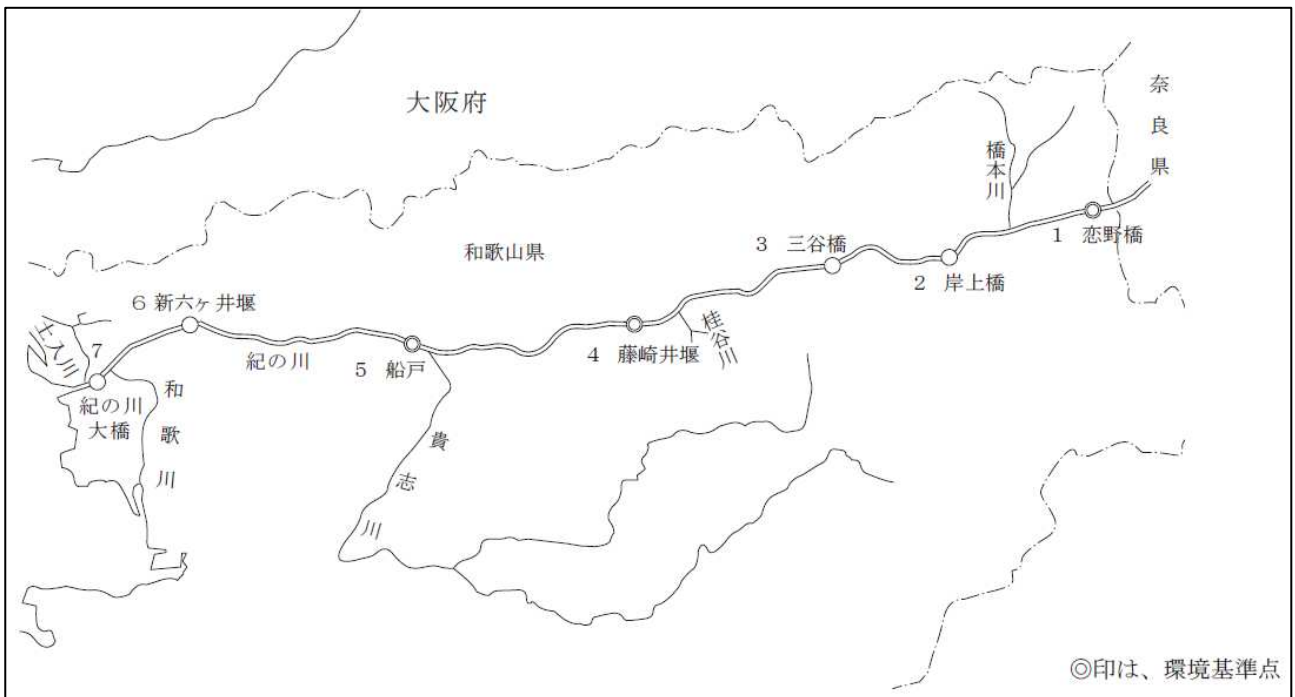 大阪府
奈良県
橋本川
1 恋野橋
和歌山県
3 三谷橋
2 岸上橋
6 新六ヶ井堰
桂谷川
4 藤崎井堰
土入川
7
紀の川
5 船戸
紀の川
大橋
和歌川
貴志川
◎印は、環境基準点